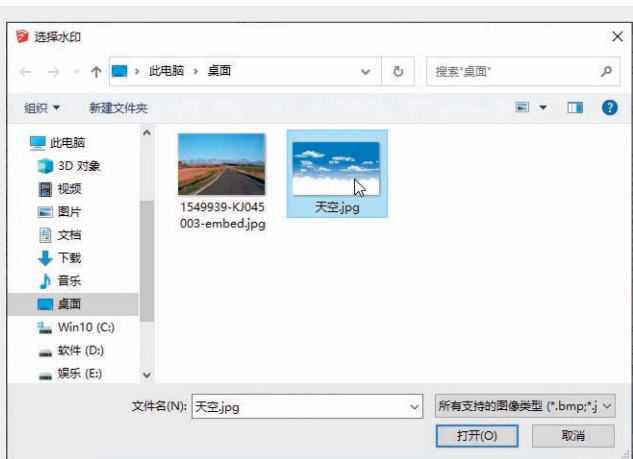 选择水印
此电脑 › 桌面
搜索"桌面"
组织 新建文件夹
此电脑
3D 对象
视频
图片
文档
下载
音乐
桌面
Win10 (C:)
软件 (D:)
娱乐 (E:)
1549939-KJ045
003-embed.jpg
天空.jpg
文件名(N): 天空.jpg
所有支持的图像类型 (*.bmp;*.j
打开(O) 取消